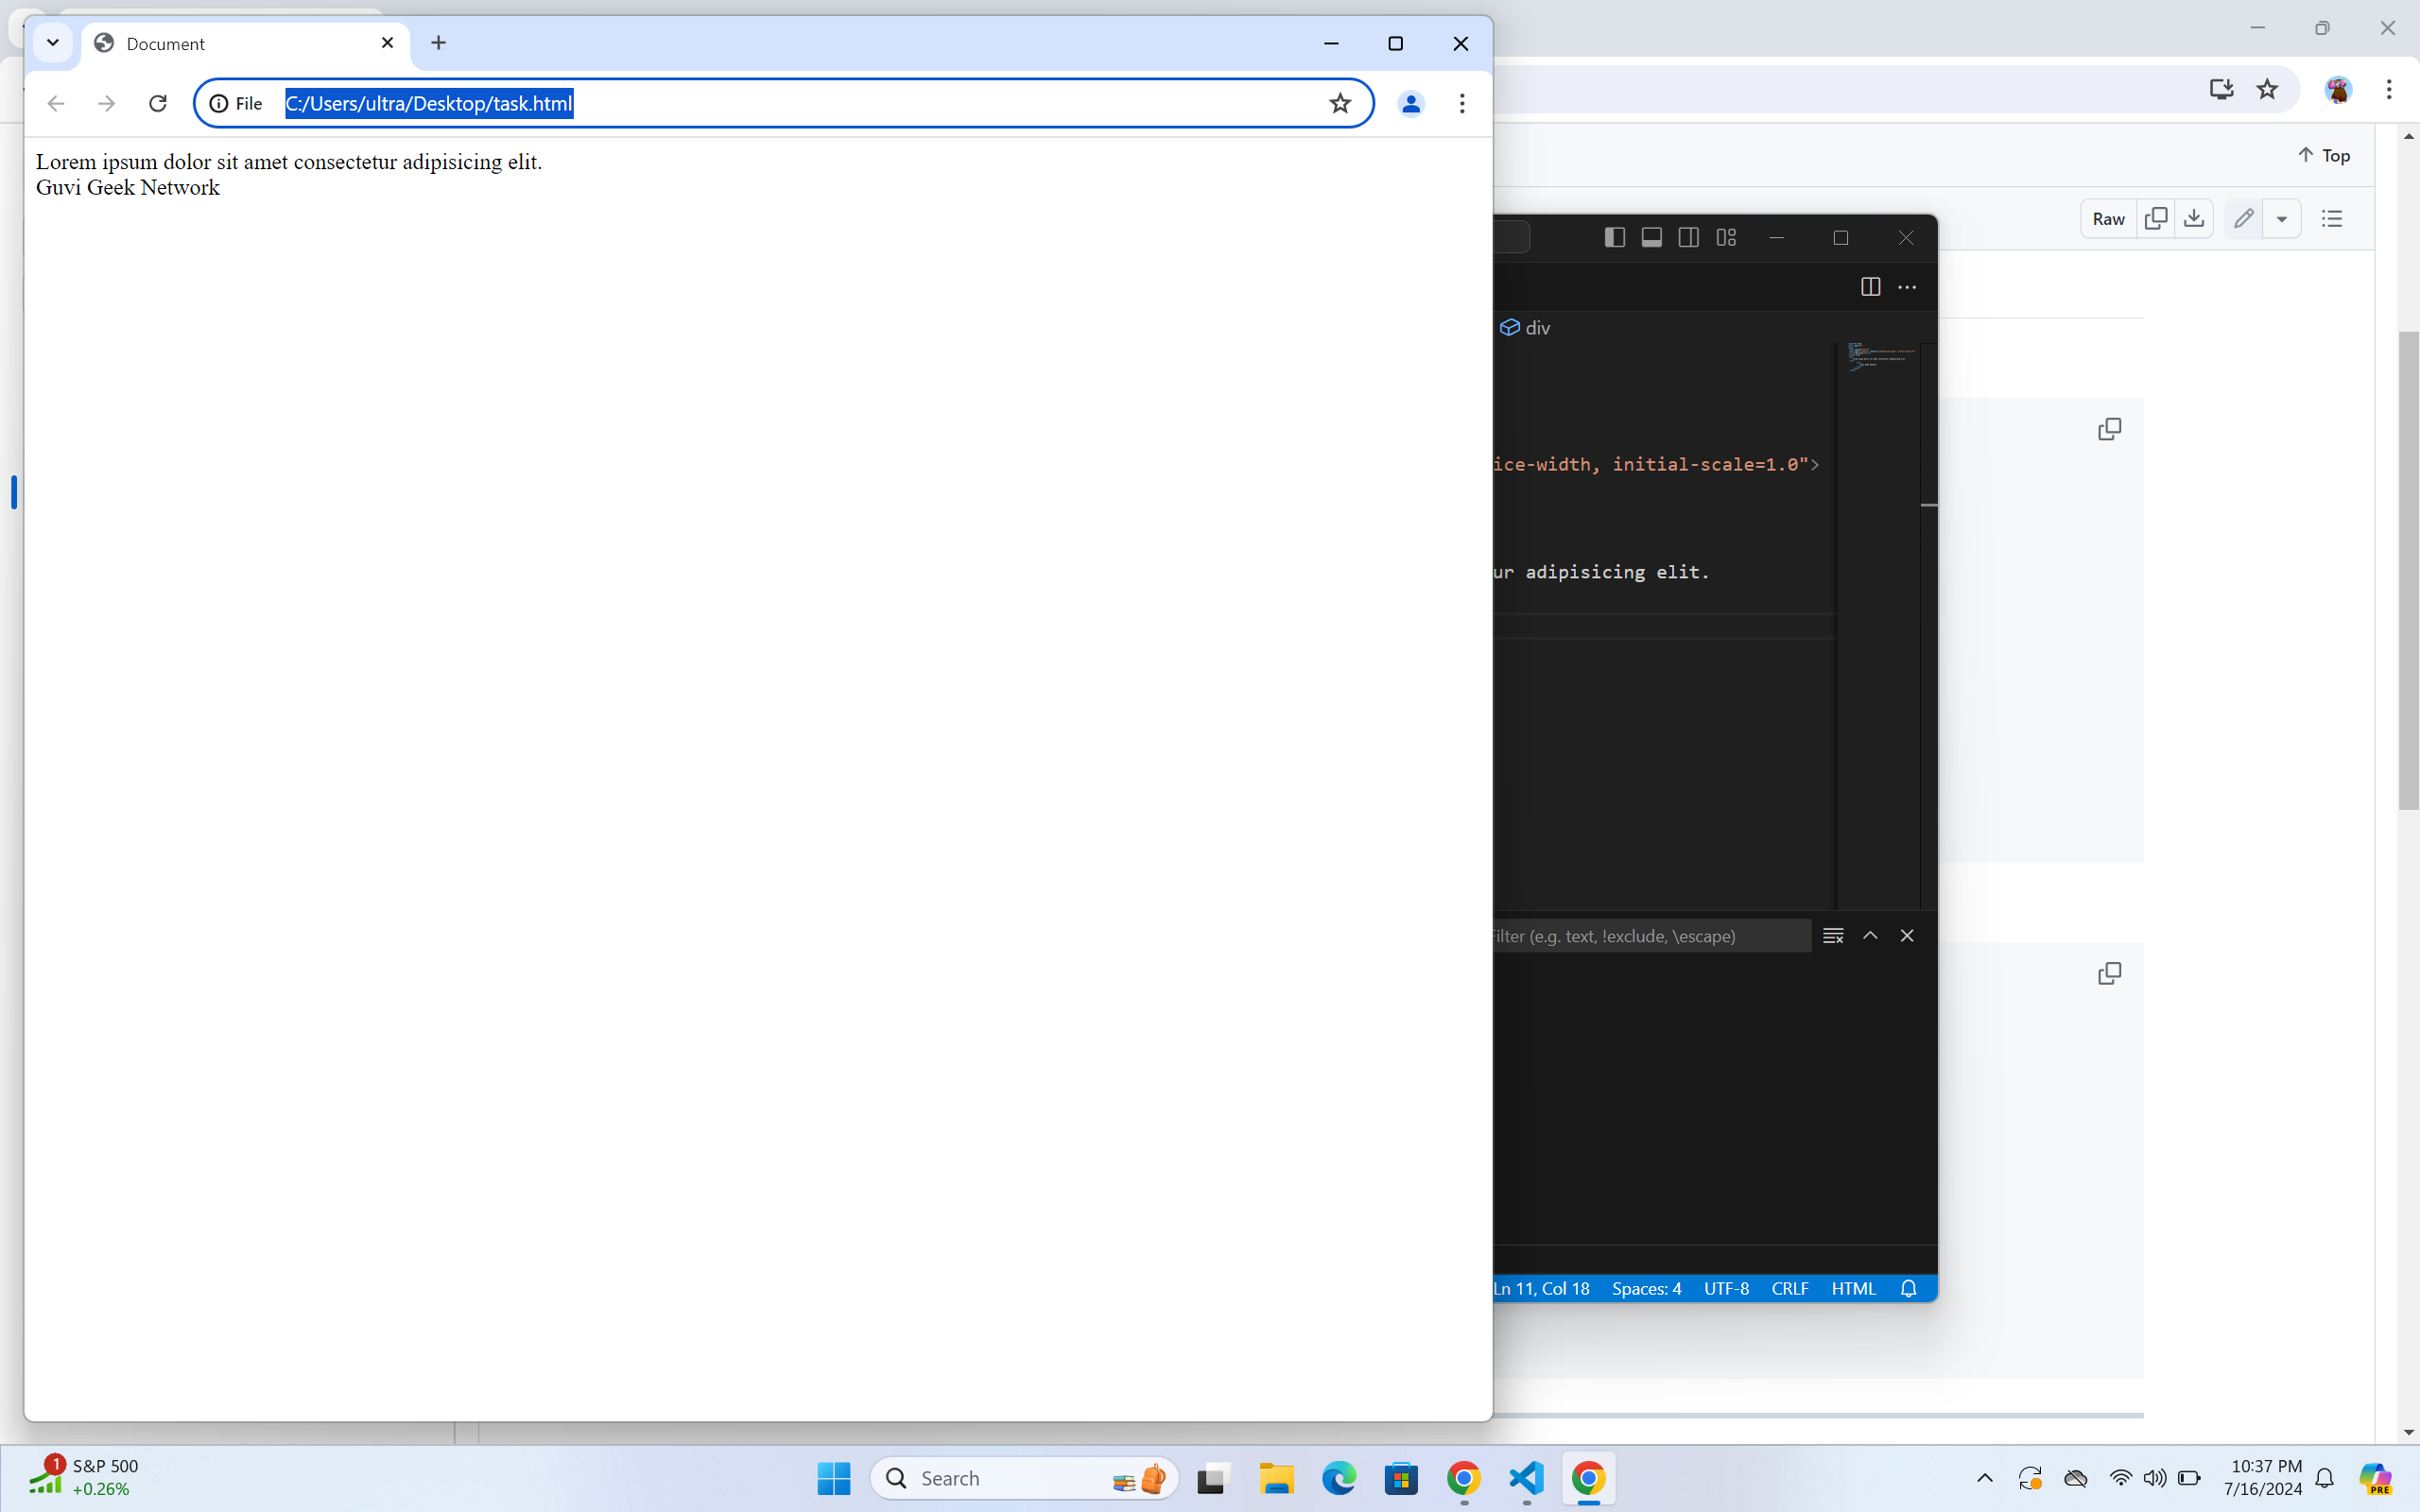 Document
File
C:/Users/ultra/Desktop/task.html
Lorem ipsum dolor sit amet consectetur adipisicing elit.
Guvi Geek Network
Top
Raw
div
ice-width, initial-scale=1.0">
ur adipisicing elit.
ilter (e.g. text, !exclude, \escape)
Ln 11, Col 18 Spaces: 4 UTF-8 CRLF HTML
1
S&P 500
+0.26%
Search
10:37 PM
7/16/2024
PRE